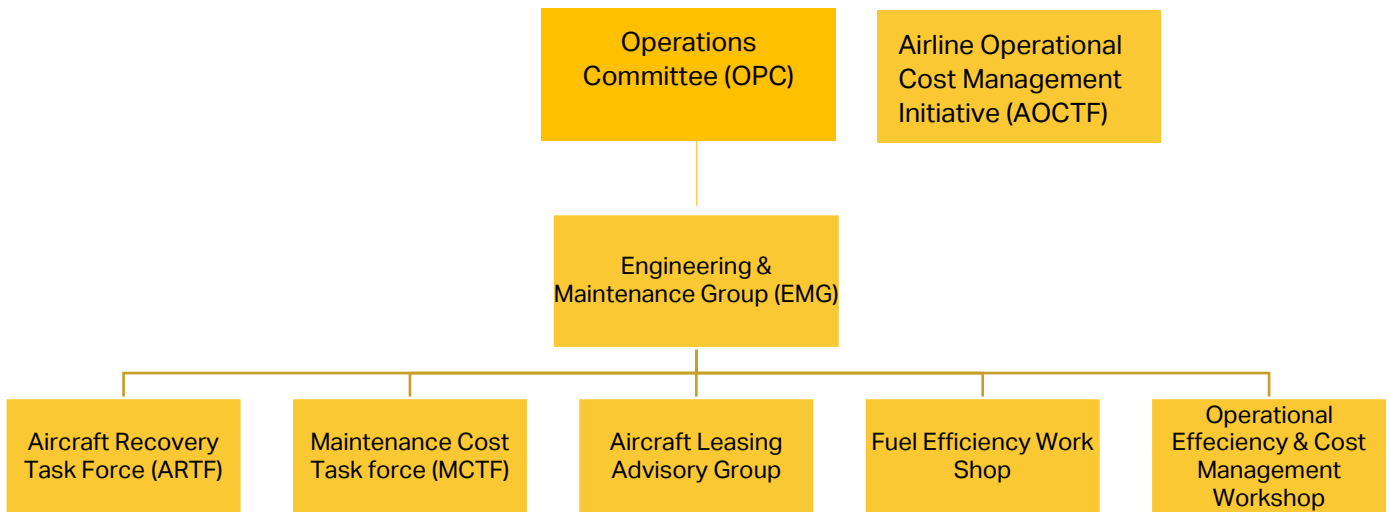 Operations
Committee (OPC)
Airline Operational
Cost Management
Initiative (AOCTF)
Engineering &
Maintenance Group (EMG)
Aircraft Recovery
Task Force (ARTF)
Maintenance Cost
Task force (MCTF)
Aircraft Leasing
Advisory Group
Fuel Efficiency Work
Shop
Operational
Effeciency & Cost
Management
Workshop